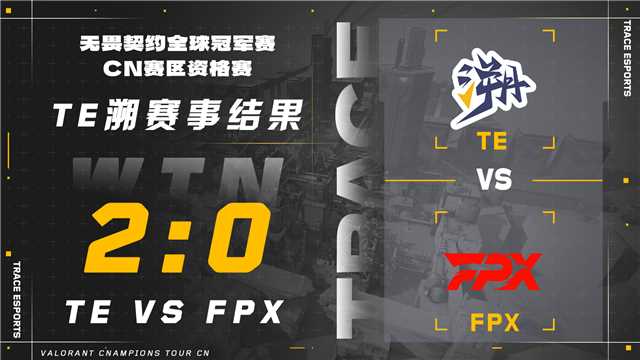 无畏契约全球冠军赛
CN赛区资格赛
TE溯赛事结果
WIN
2:0
TE VS FPX
TRACE
TE
VS
FPX
FPX
TRACE ESPORTS
TRACE ESPORTS
VALORANT CNAMPIONS TOUR CN